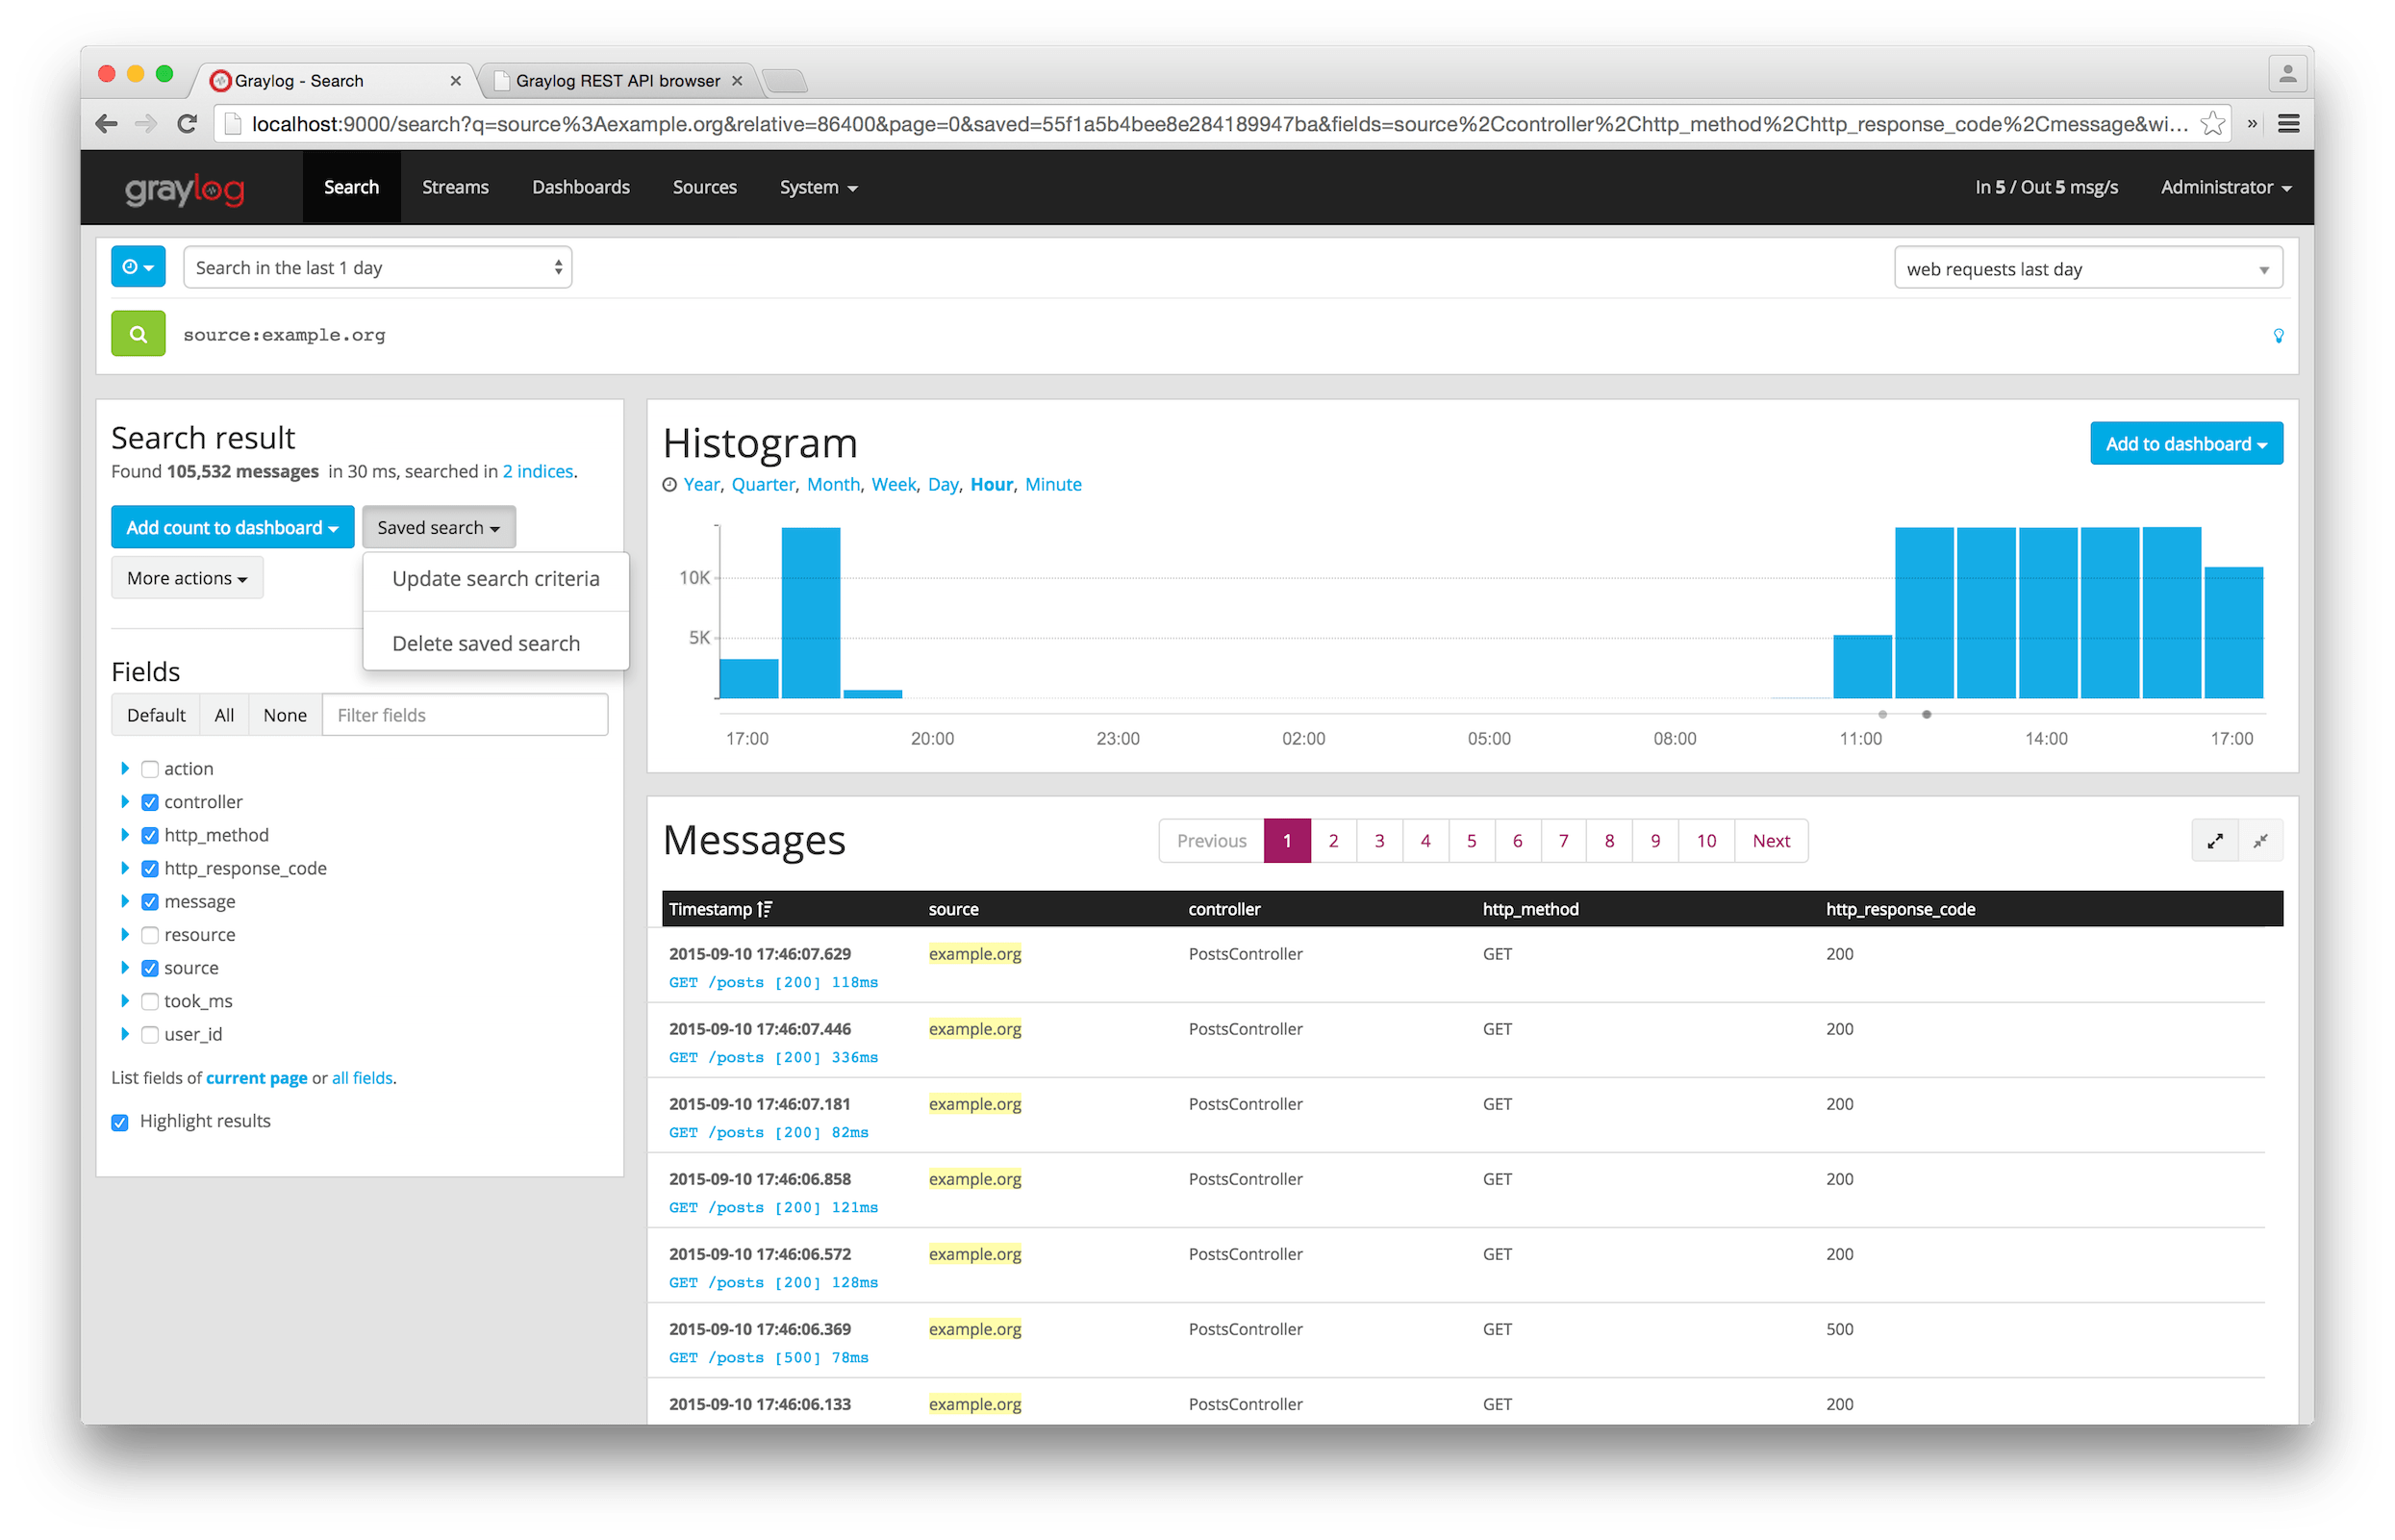 Graylog - Search
Graylog REST API browser
localhost:9000/search?q=source%3Aexample.org&relative=86400&page=0&saved=55f1a5b4bee8e284189947ba&fields=source%2Ccontroller%2Chttp_method%2Chttp_response_code%2Cmessage&wi... »
graylog Search Streams Dashboards Sources System In 5 / Out 5 msg/s Administrator
Search in the last 1 day
web requests last day
source:example.org
Search result
Found 105,532 messages in 30 ms, searched in 2 indices.
Add count to dashboard Saved search
More actions
Update search criteria
Delete saved search
Fields
Default All None Filter fields
action
controller
http_method
http_response_code
message
resource
source
took_ms
user_id
List fields of current page or all fields.
Highlight results
Histogram
Add to dashboard
Year, Quarter, Month, Week, Day, Hour, Minute
10K
5K
17:00 20:00 23:00 02:00 05:00 08:00 11:00 14:00 17:00
Messages
Previous 1 2 3 4 5 6 7 8 9 10 Next
Timestamp source controller http_method http_response_code
2015-09-10 17:46:07.629 example.org PostsController GET 200
GET /posts [200] 118ms
2015-09-10 17:46:07.446 example.org PostsController GET 200
GET /posts [200] 336ms
2015-09-10 17:46:07.181 example.org PostsController GET 200
GET /posts [200] 82ms
2015-09-10 17:46:06.858 example.org PostsController GET 200
GET /posts [200] 121ms
2015-09-10 17:46:06.572 example.org PostsController GET 200
GET /posts [200] 128ms
2015-09-10 17:46:06.369 example.org PostsController GET 500
GET /posts [500] 78ms
2015-09-10 17:46:06.133 example.org PostsController GET 200